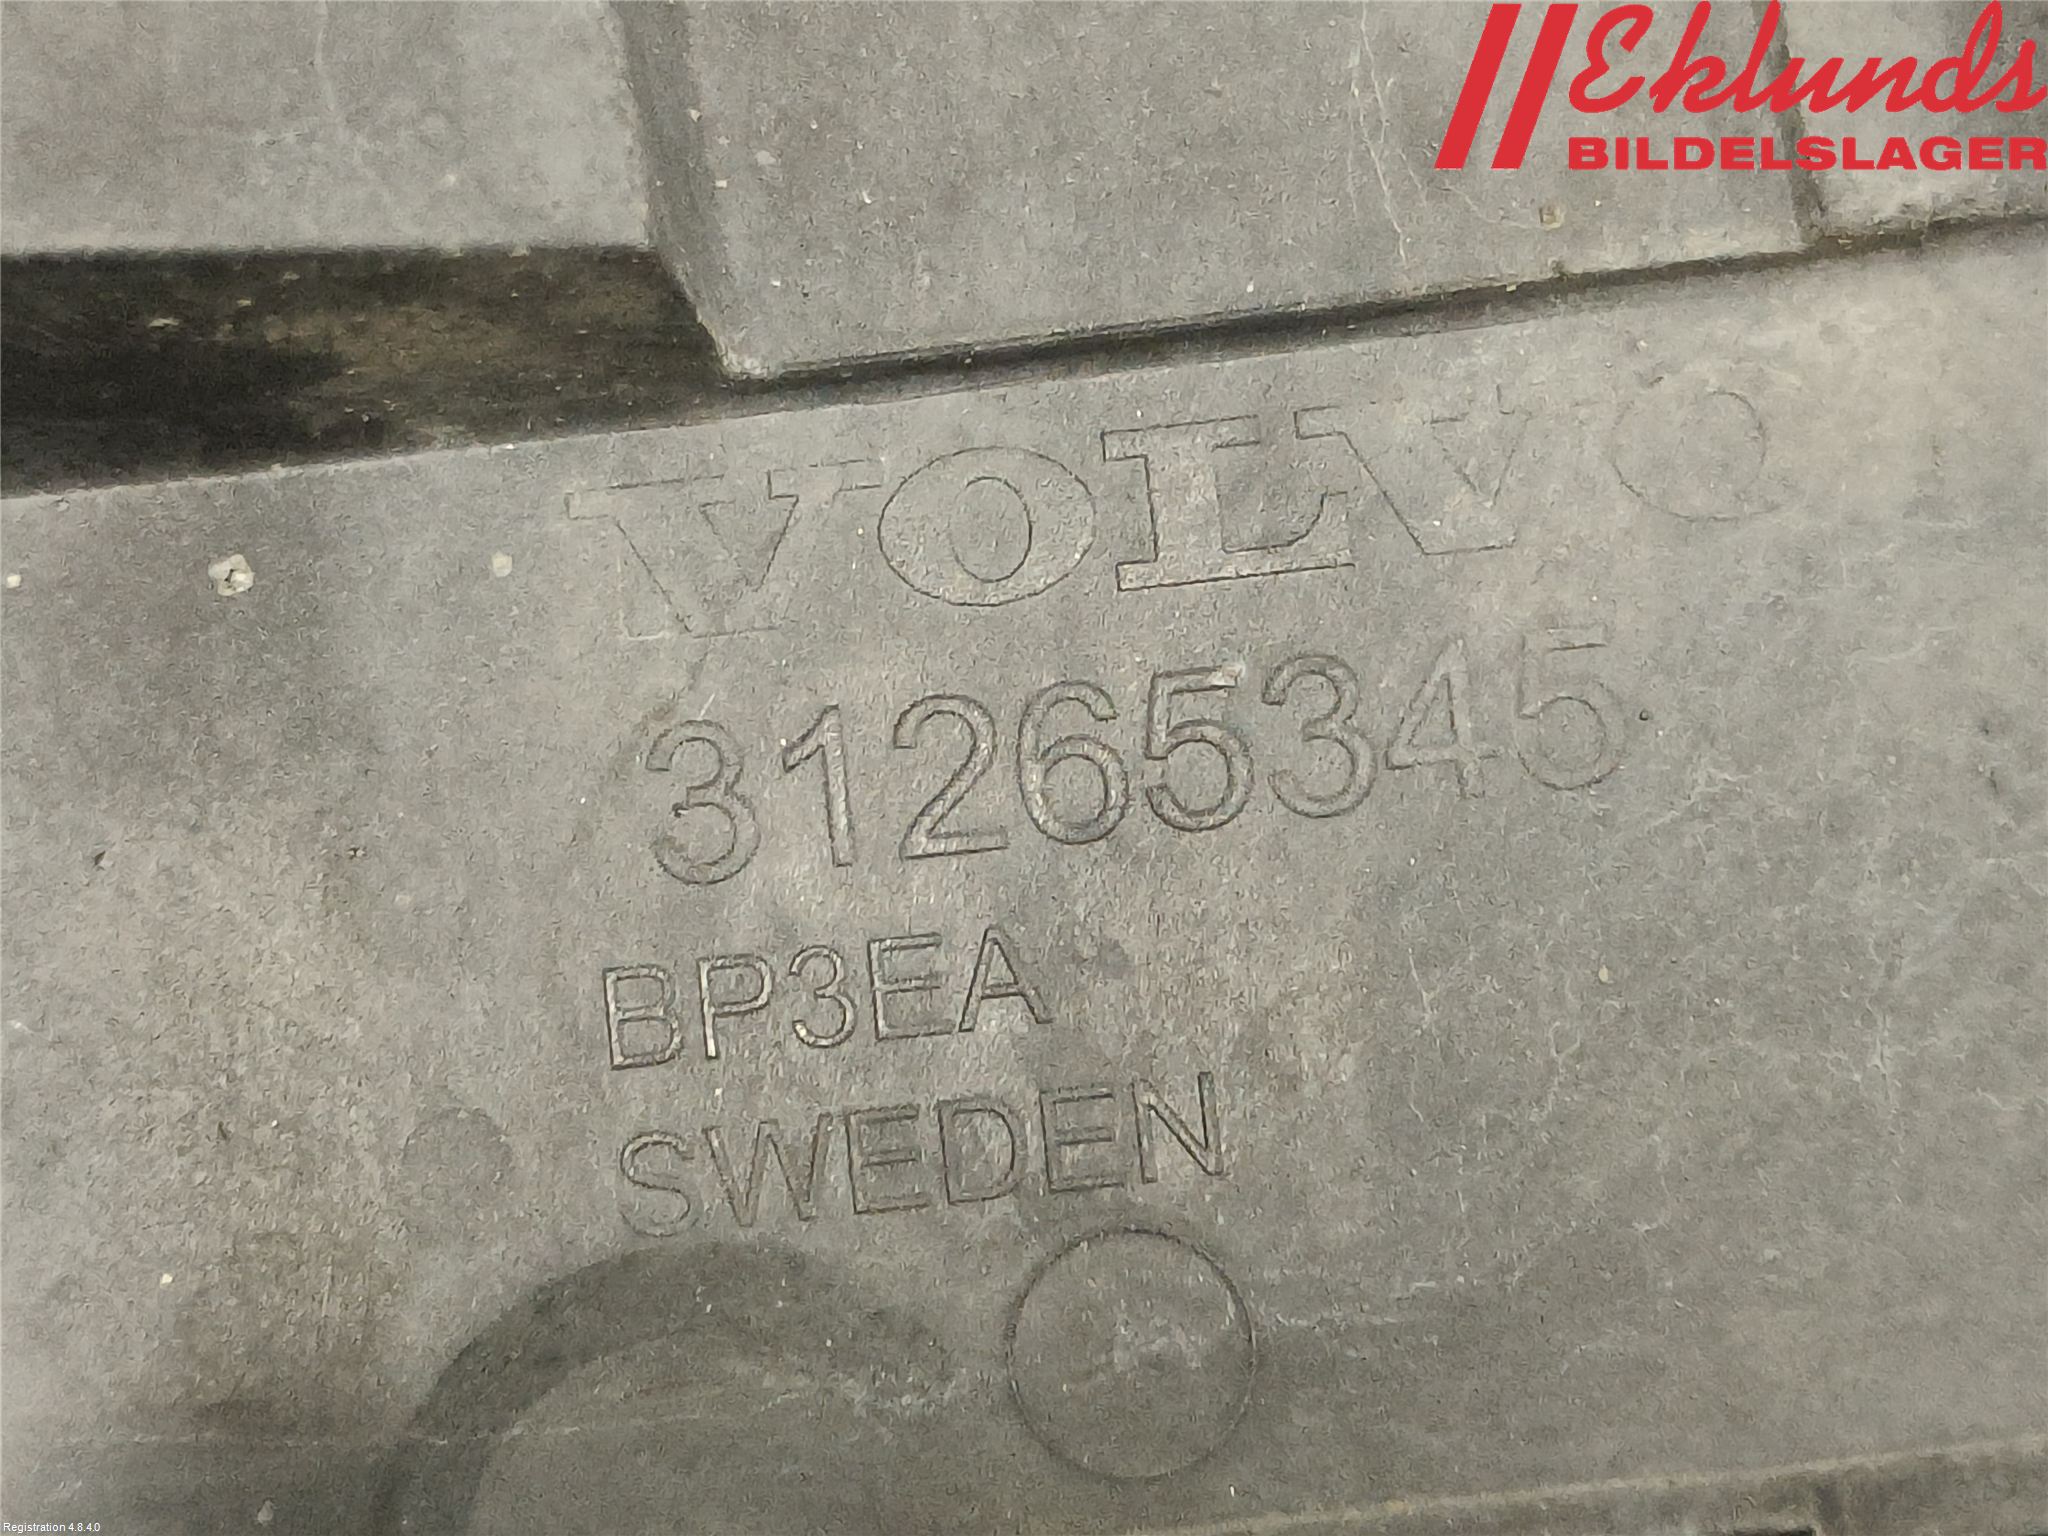 Eklunds
BILDELSLAGER
VOLVO
31265345
BP3EA
SWEDEN
Registration 4.8.4.0